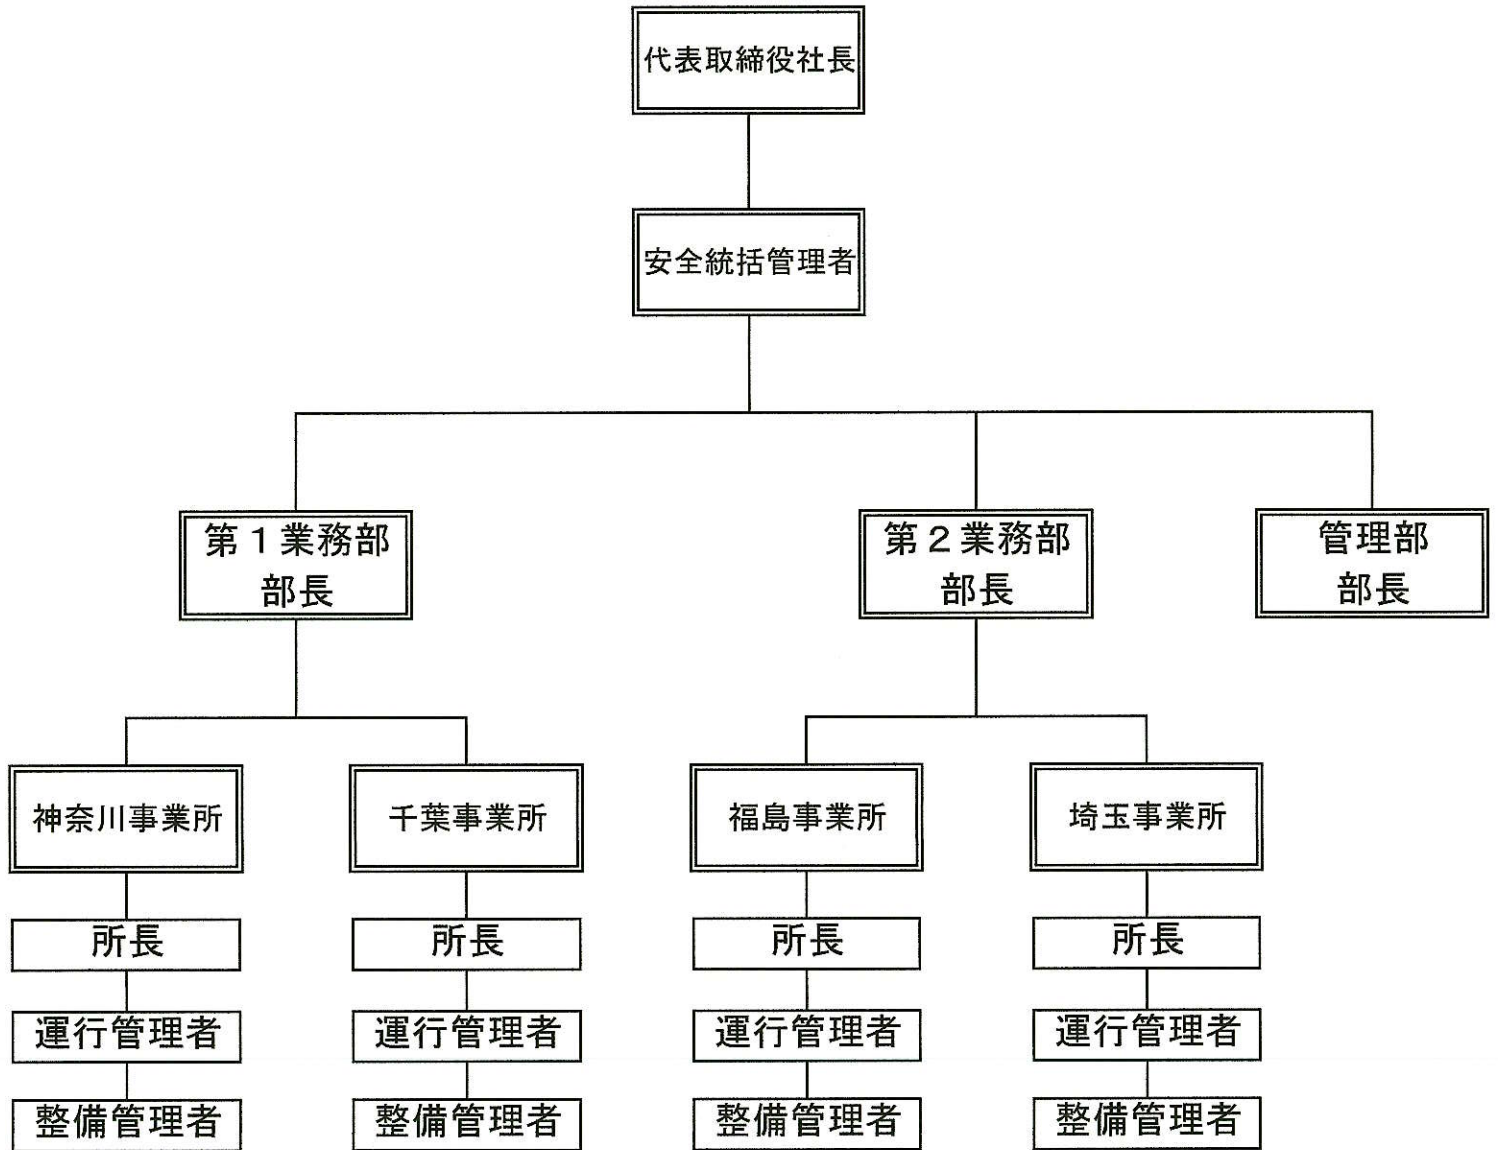 代表取締役社長
安全統括管理者
第１業務部
部長
第２業務部
部長
管理部
部長
神奈川事業所
千葉事業所
福島事業所
埼玉事業所
所長
所長
所長
所長
運行管理者
運行管理者
運行管理者
運行管理者
整備管理者
整備管理者
整備管理者
整備管理者